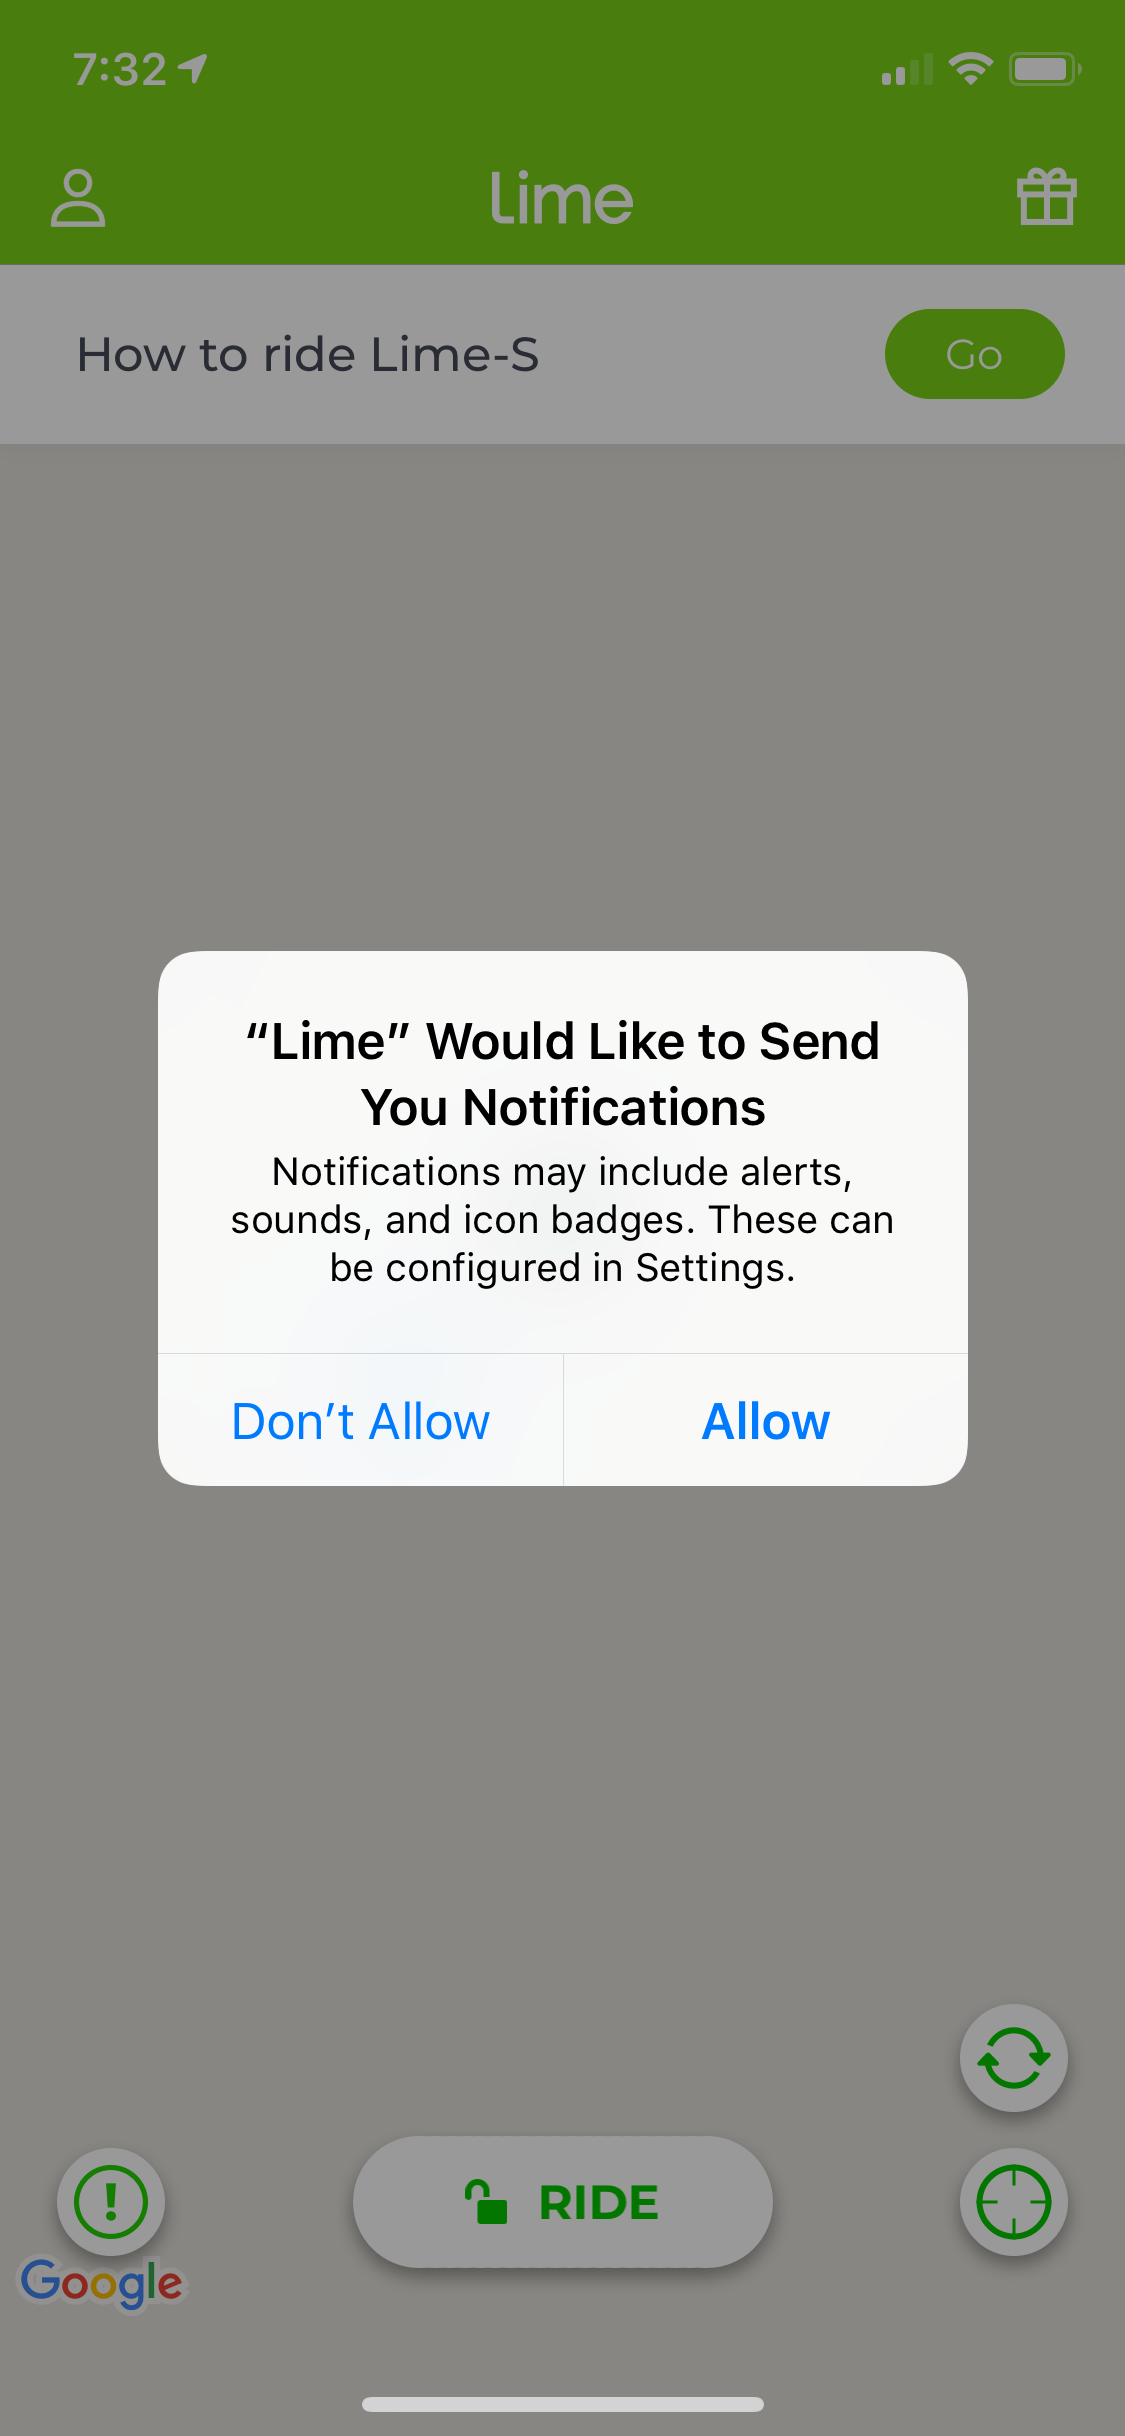 7:32
Lime
How to ride Lime-S
Go
“Lime” Would Like to Send
You Notifications
Notifications may include alerts,
sounds, and icon badges. These can
be configured in Settings.
Don’t Allow
Allow
RIDE
Google